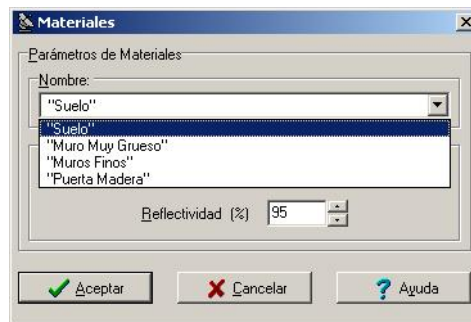 Materiales
Parámetros de Materiales
Nombre:
"Suelo"
"Suelo"
"Muro Muy Grueso"
"Muros Finos"
"Puerta Madera"
Reflectividad (%) 95
Aceptar Cancelar Ayuda